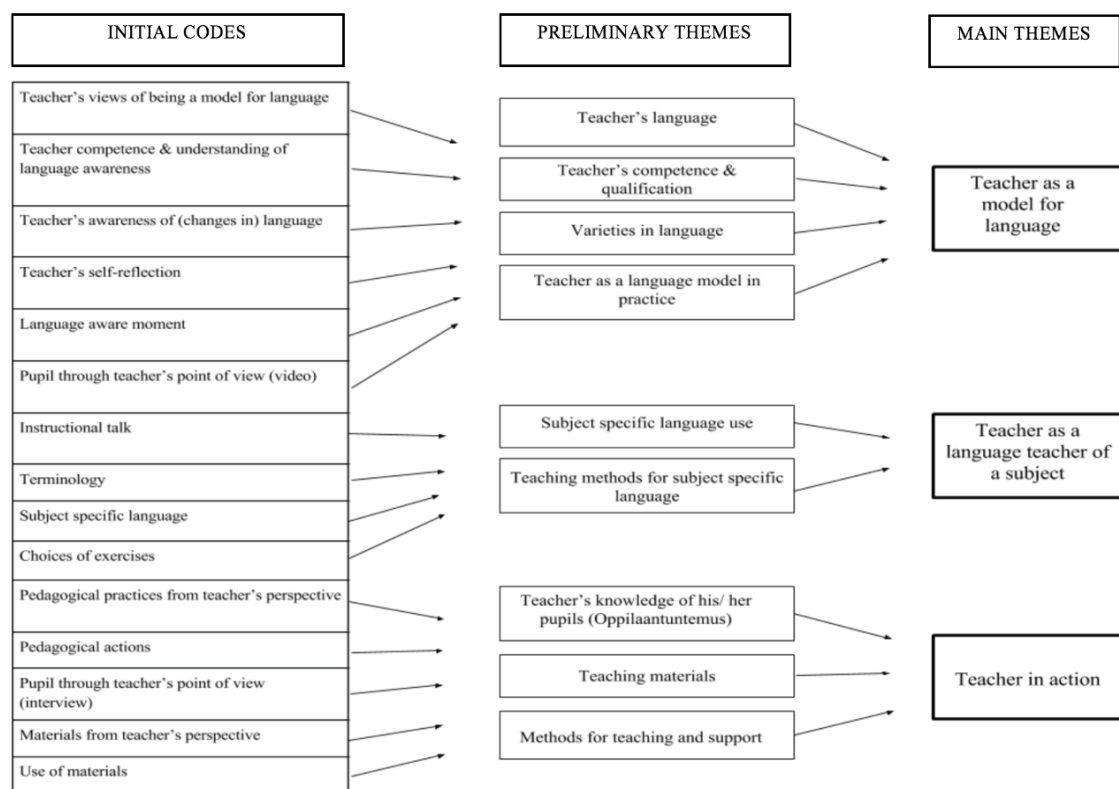 INITIAL CODES
PRELIMINARY THEMES
MAIN THEMES
Teacher's views of being a model for language
Teacher competence & understanding of
language awareness
Teacher's awareness of (changes in) language
Teacher's self-reflection
Language aware moment
Pupil through teacher's point of view (video)
Instructional talk
Terminology
Subject specific language
Choices of exercises
Pedagogical practices from teacher's perspective
Pedagogical actions
Pupil through teacher's point of view
(interview)
Materials from teacher's perspective
Use of materials
Teacher's language
Teacher's competence &
qualification
Varieties in language
Teacher as a language model in
practice
Subject specific language use
Teaching methods for subject specific
language
Teacher's knowledge of his/ her
pupils (Oppilaantuntemus)
Teaching materials
Methods for teaching and support
Teacher as a
model for
language
Teacher as a
language teacher of
a subject
Teacher in action